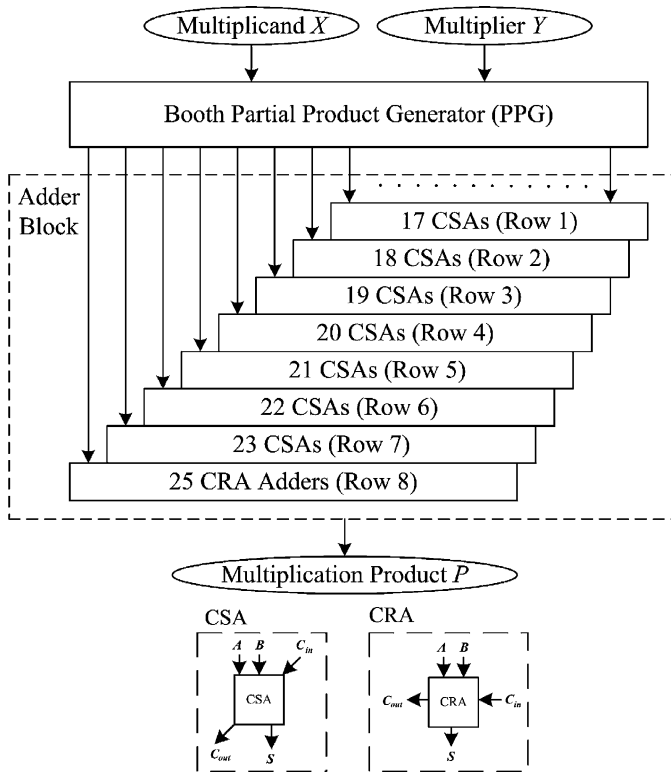 Multiplicand X
Multiplier Y
Booth Partial Product Generator (PPG)
Adder
Block
17 CSAs (Row 1)
18 CSAs (Row 2)
19 CSAs (Row 3)
20 CSAs (Row 4)
21 CSAs (Row 5)
22 CSAs (Row 6)
23 CSAs (Row 7)
25 CRA Adders (Row 8)
Multiplication Product P
CSA
A B Cin
CSA
Cout S
CRA
A B
Cout CRA Cin
S